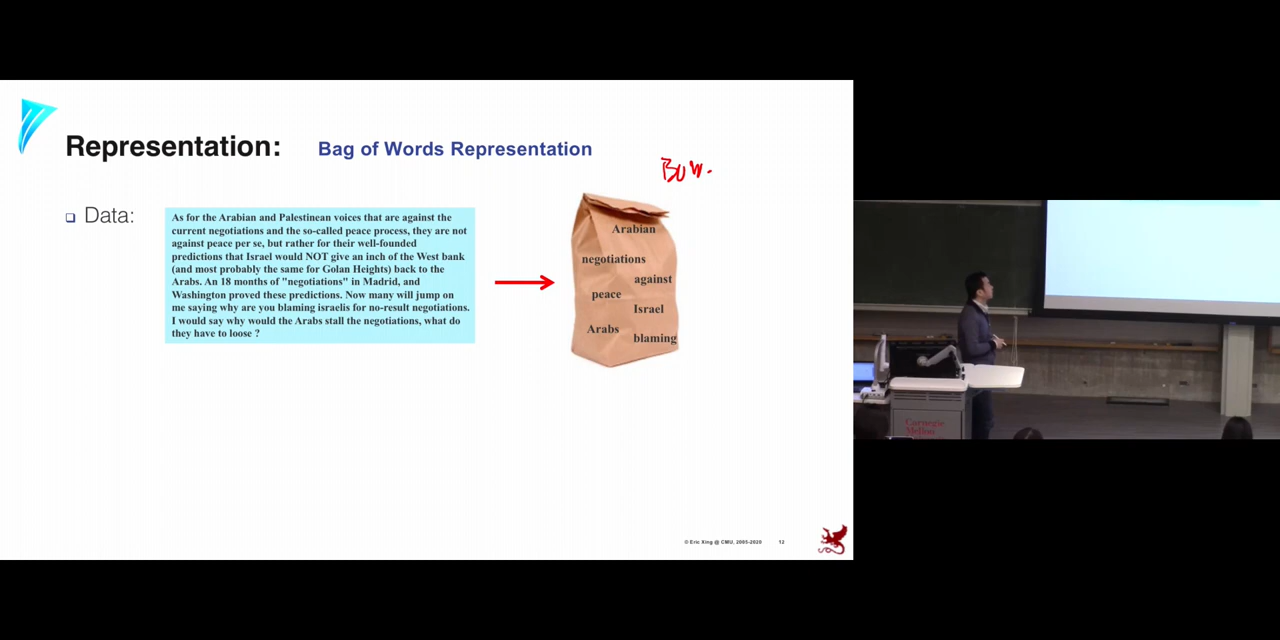 Representation: Bag of Words Representation
BOW.
Data:
As for the Arabian and Palestinean voices that are against the
current negotiations and the so-called peace process, they are not
against peace per se, but rather for their well-founded
predictions that Israel would NOT give an inch of the West bank
(and most probably the same for Golan Heights) back to the
Arabs. An 18 months of "negotiations" in Madrid, and
Washington proved these predictions. Now many will jump on
me saying why are you blaming israelis for no-result negotiations.
I would say why would the Arabs stall the negotiations, what do
they have to loose ?
Arabian
negotiations
against
peace
Israel
Arabs
blaming
© Eric Xing @ CMU, 2005-2020 12
Carnegie
Mellon